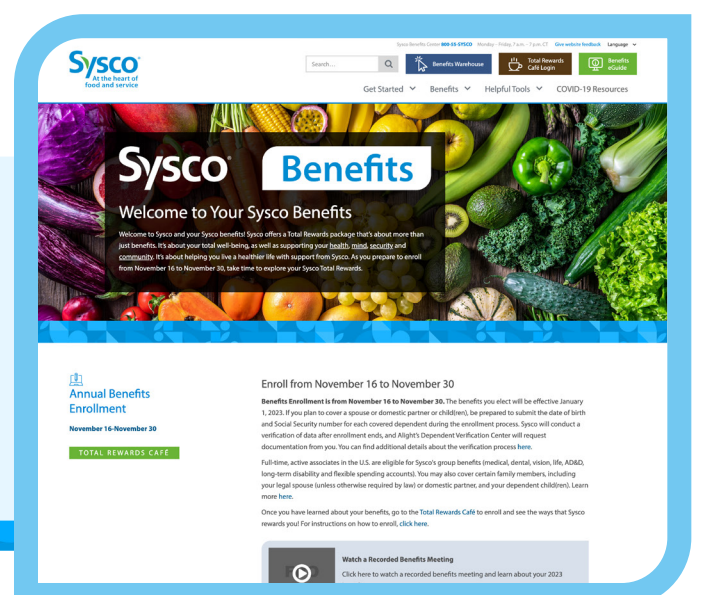 Sysco Benefits Center 888-55-SYSCO Monday - Friday, 7 a.m. - 7 p.m. CT Give website feedback Language
Sysco
At the heart of
food and service
Search...
Benefits Warehouse
Total Rewards
Café Login
Benefits
eGuide
Get Started
Benefits
Helpful Tools
COVID-19 Resources
Sysco Benefits
Welcome to Your Sysco Benefits
Welcome to Sysco and your Sysco benefits! Sysco offers a Total Rewards package that's about more than
just benefits. It's about your total well-being, as well as supporting your health, mind, security and
community. It's about helping you live a healthier life with support from Sysco. As you prepare to enroll
from November 16 to November 30, take time to explore your Sysco Total Rewards.
Annual Benefits
Enrollment
November 16-November 30
TOTAL REWARDS CAFÉ
Enroll from November 16 to November 30
Benefits Enrollment is from November 16 to November 30. The benefits you elect will be effective January
1, 2023. If you plan to cover a spouse or domestic partner or child(ren), be prepared to submit the date of birth
and Social Security number for each covered dependent during the enrollment process. Sysco will conduct a
verification of data after enrollment ends, and Alight's Dependent Verification Center will request
documentation from you. You can find additional details about the verification process here.
Full-time, active associates in the U.S. are eligible for Sysco's group benefits (medical, dental, vision, life, AD&D,
long-term disability and flexible spending accounts). You may also cover certain family members, including
your legal spouse (unless otherwise required by law) or domestic partner, and your dependent child(ren). Learn
more here.
Once you have learned about your benefits, go to the Total Rewards Café to enroll and see the ways that Sysco
rewards you! For instructions on how to enroll, click here.
Watch a Recorded Benefits Meeting
Click here to watch a recorded benefits meeting and learn about your 2023